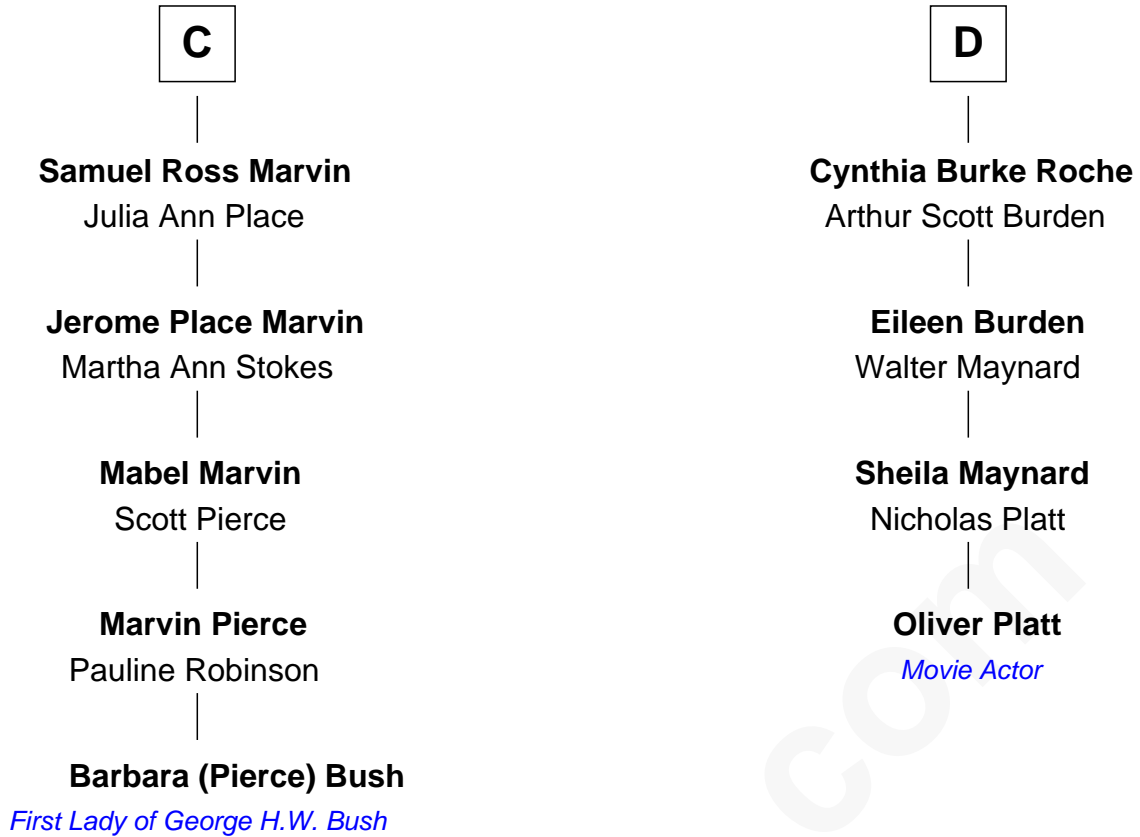 C
Samuel Ross Marvin
Julia Ann Place
Jerome Place Marvin
Martha Ann Stokes
Mabel Marvin
Scott Pierce
Marvin Pierce
Pauline Robinson
Barbara (Pierce) Bush
First Lady of George H.W. Bush
D
Cynthia Burke Roche
Arthur Scott Burden
Eileen Burden
Walter Maynard
Sheila Maynard
Nicholas Platt
Oliver Platt
Movie Actor
com